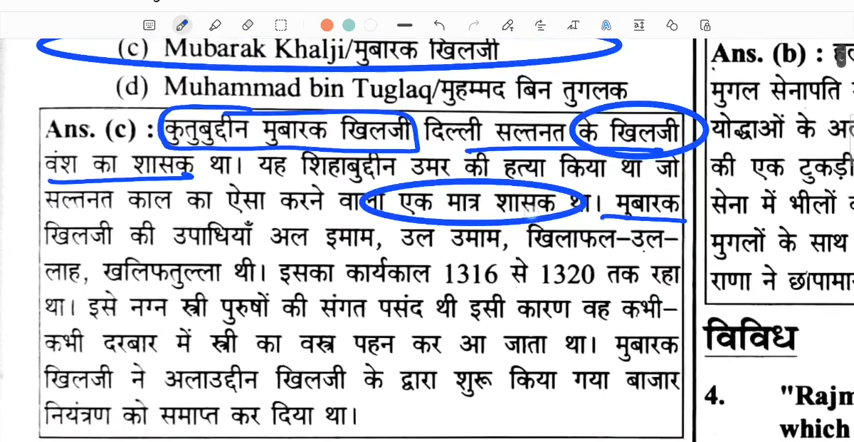 (c) Mubarak Khalji/मुबारक खिलजी
(d) Muhammad bin Tuglaq/मुहम्मद बिन तुगलक
Ans. (c) : कुतुबुद्दीन मुबारक खिलजी दिल्ली सल्तनत के खिलजी
वंश का शासक था। यह शिहाबुद्दीन उमर की हत्या किया था जो
सल्तनत काल का ऐसा करने वाला एक मात्र शासक था। मुबारक
खिलजी की उपाधियाँ अल इमाम, उल उमाम, खिलाफल-उल-
लाह, खलिफतुल्ला थी। इसका कार्यकाल 1316 से 1320 तक रहा
था। इसे नग्न स्त्री पुरुषों की संगत पसंद थी इसी कारण वह कभी-
कभी दरबार में स्त्री का वस्त्र पहन कर आ जाता था। मुबारक
खिलजी ने अलाउद्दीन खिलजी के द्वारा शुरू किया गया बाजार
नियंत्रण को समाप्त कर दिया था।
Ans. (b) :
मुगल सेनापति
योद्धाओं के
की एक टुकड़ी
सेना में भीलों
मुगलों के साथ
राणा ने छापामा
विविध
4. "Rajm
which